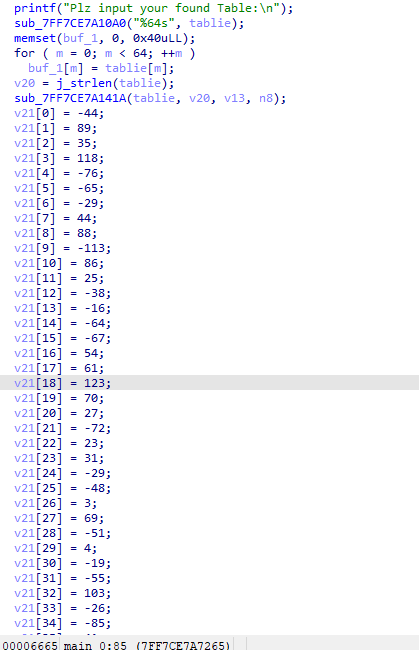 printf("Plz input your found Table:\n");
sub_7FF7CE7A10A0("%64s", tablie);
memset(buf_1, 0, 0x40uLL);
for ( m = 0; m < 64; ++m )
buf_1[m] = tablie[m];
v20 = j_strlen(tablie);
sub_7FF7CE7A141A(tablie, v20, v13, n8);
v21[0] = -44;
v21[1] = 89;
v21[2] = 35;
v21[3] = 118;
v21[4] = -76;
v21[5] = -65;
v21[6] = -29;
v21[7] = 44;
v21[8] = 88;
v21[9] = -113;
v21[10] = 86;
v21[11] = 25;
v21[12] = -38;
v21[13] = -16;
v21[14] = -64;
v21[15] = -67;
v21[16] = 54;
v21[17] = 61;
v21[18] = 123;
v21[19] = 70;
v21[20] = 27;
v21[21] = -72;
v21[22] = 23;
v21[23] = 31;
v21[24] = -29;
v21[25] = -48;
v21[26] = 3;
v21[27] = 69;
v21[28] = -51;
v21[29] = 4;
v21[30] = -19;
v21[31] = -55;
v21[32] = 103;
v21[33] = -26;
v21[34] = -85;
00006665 main 0:85 (7FF7CE7A7265)